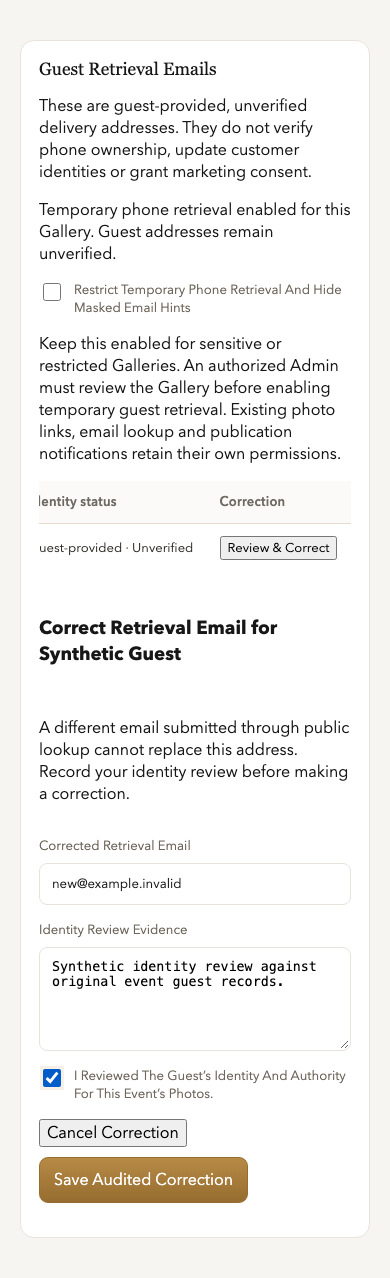 Guest Retrieval Emails
These are guest-provided, unverified
delivery addresses. They do not verify
phone ownership, update customer
identities or grant marketing consent.
Temporary phone retrieval enabled for this
Gallery. Guest addresses remain
unverified.
Restrict Temporary Phone Retrieval And Hide
Masked Email Hints
Keep this enabled for sensitive or
restricted Galleries. An authorized Admin
must review the Gallery before enabling
temporary guest retrieval. Existing photo
links, email lookup and publication
notifications retain their own permissions.
dentity status Correction
uest-provided · Unverified Review & Correct
Correct Retrieval Email for
Synthetic Guest
A different email submitted through public
lookup cannot replace this address.
Record your identity review before making
a correction.
Corrected Retrieval Email
new@example.invalid
Identity Review Evidence
Synthetic identity review against
original event guest records.
I Reviewed The Guest’s Identity And Authority
For This Event’s Photos.
Cancel Correction
Save Audited Correction